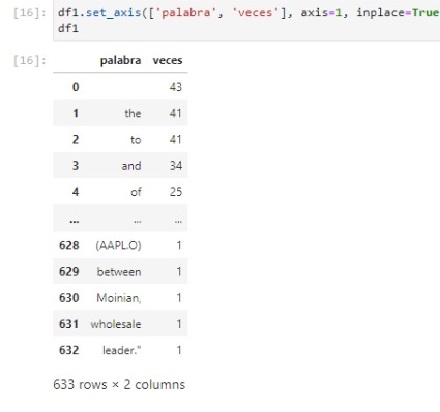 [16]: df1.set_axis(['palabra', 'veces'], axis=1, inplace=True
df1
[16]:
palabra veces
0 43
1 the 41
2 to 41
3 and 34
4 of 25
... ... ...
628 (AAPL.O) 1
629 between 1
630 Moinian, 1
631 wholesale 1
632 leader." 1
633 rows × 2 columns